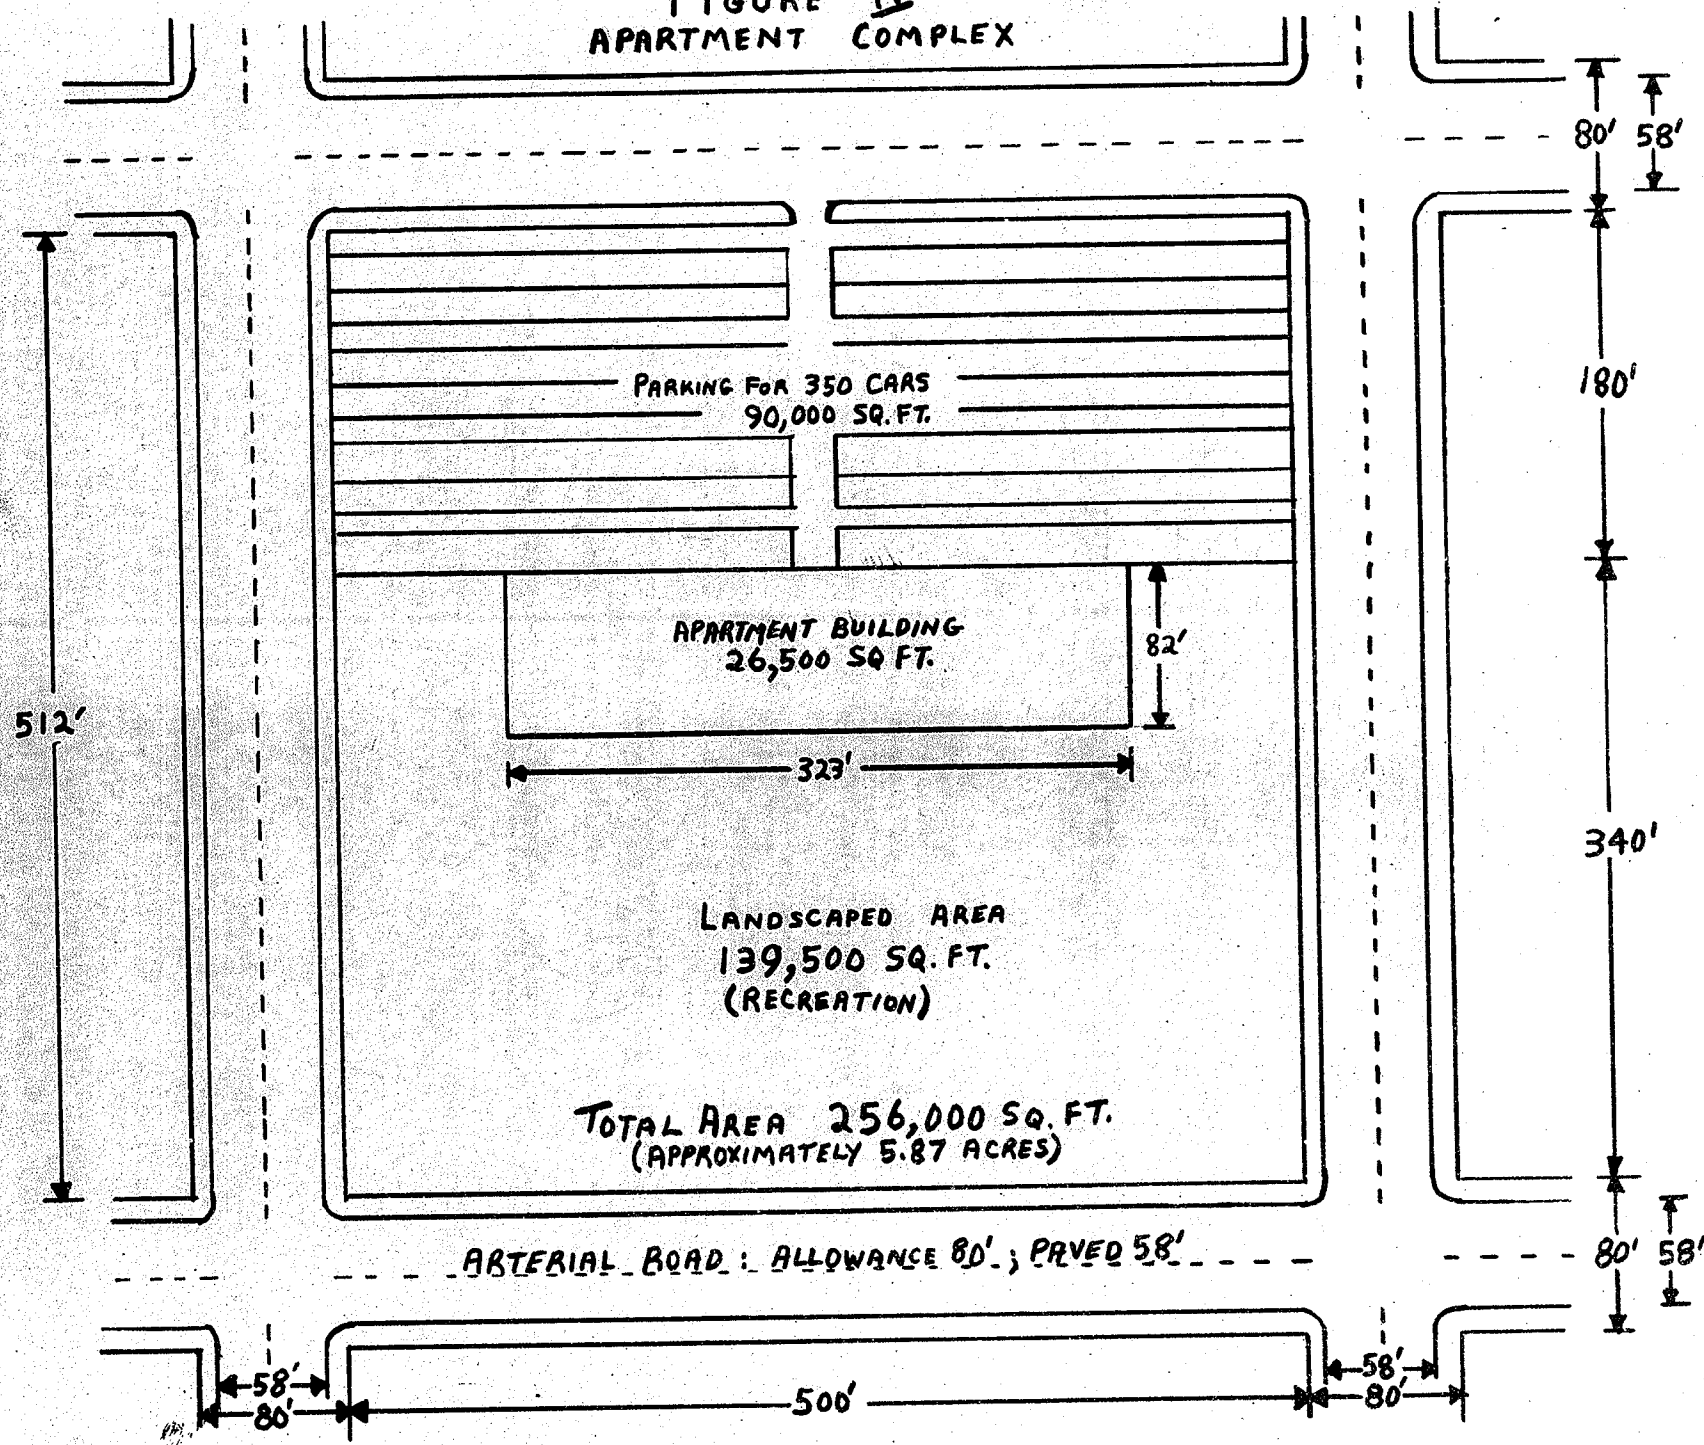 FIGURE IV
APARTMENT COMPLEX
80' 58'
180'
PARKING FOR 350 CARS
90,000 SQ. FT.
APARTMENT BUILDING
26,500 SQ FT.
82'
512'
323'
340'
LANDSCAPED AREA
139,500 SQ. FT.
(RECREATION)
TOTAL AREA 256,000 SQ. FT.
(APPROXIMATELY 5.87 ACRES)
ARTERIAL ROAD : ALLOWANCE 80' ; PAVED 58'
80' 58'
58' 58'
80' 500' 80'